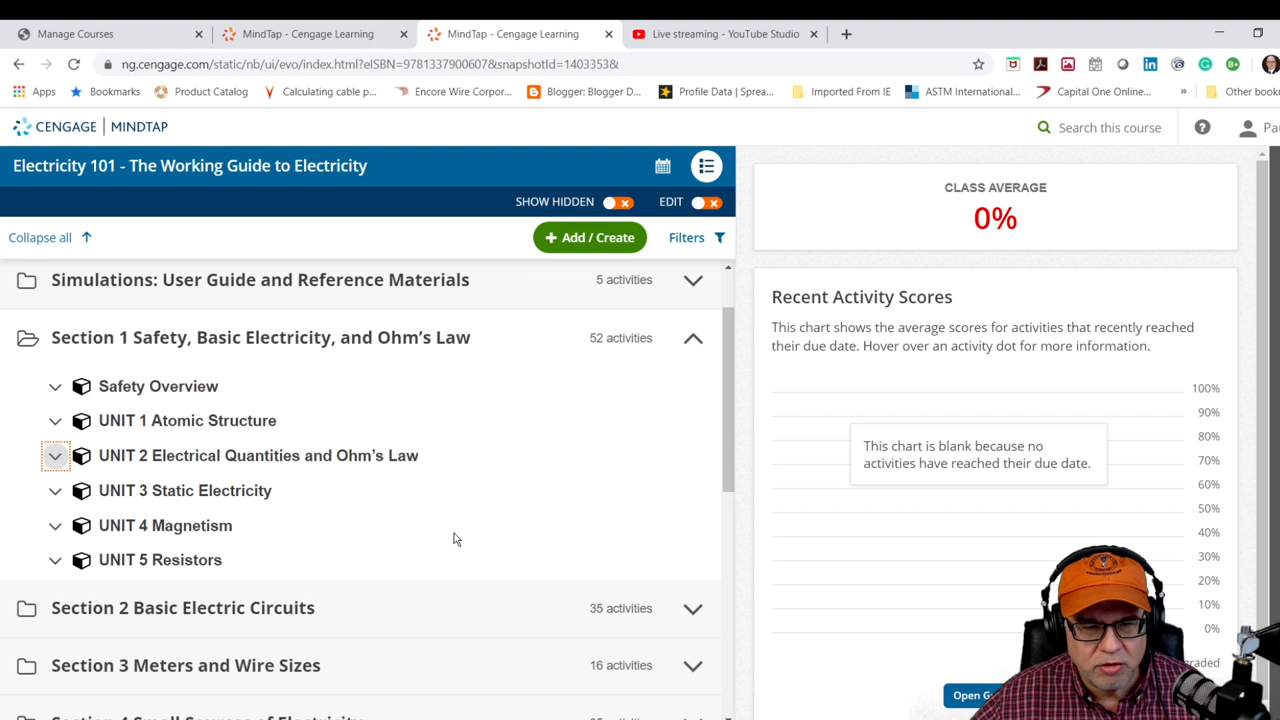 Manage Courses
MindTap - Cengage Learning
MindTap - Cengage Learning
Live streaming - YouTube Studio
ng.cengage.com/static/nb/ui/evo/index.html?eISBN=9781337900607&snapshotId=1403353&
Apps
Bookmarks
Product Catalog
Calculating cable p...
Encore Wire Corpor...
Blogger: Blogger D...
Profile Data | Sprea...
Imported From IE
ASTM International...
Capital One Online...
»
Other book
CENGAGE | MINDTAP
Search this course
Pau
Electricity 101 - The Working Guide to Electricity
SHOW HIDDEN
EDIT
Collapse all
+ Add / Create
Filters
Simulations: User Guide and Reference Materials
5 activities
Section 1 Safety, Basic Electricity, and Ohm's Law
52 activities
Safety Overview
UNIT 1 Atomic Structure
UNIT 2 Electrical Quantities and Ohm's Law
UNIT 3 Static Electricity
UNIT 4 Magnetism
UNIT 5 Resistors
Section 2 Basic Electric Circuits
35 activities
Section 3 Meters and Wire Sizes
16 activities
CLASS AVERAGE
0%
Recent Activity Scores
This chart shows the average scores for activities that recently reached
their due date. Hover over an activity dot for more information.
100%
90%
80%
70%
60%
50%
40%
30%
20%
10%
0%
This chart is blank because no
activities have reached their due date.
graded
Open